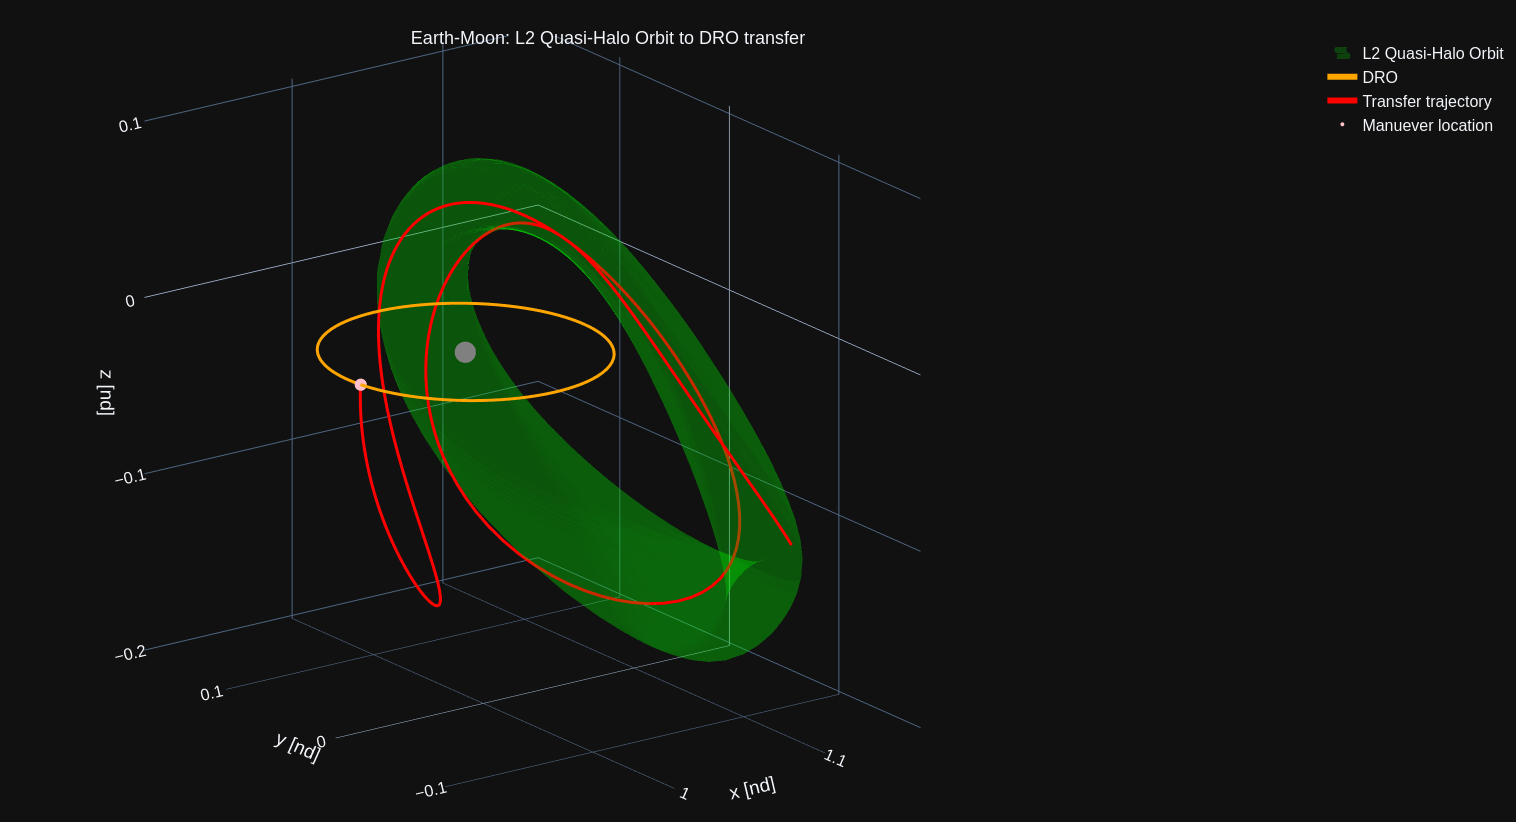 Earth-Moon: L2 Quasi-Halo Orbit to DRO transfer
L2 Quasi-Halo Orbit
DRO
Transfer trajectory
Manuever location
0.1
0
−0.1
−0.2
z [nd]
0.1
0
−0.1
y [nd]
1
1.1
x [nd]